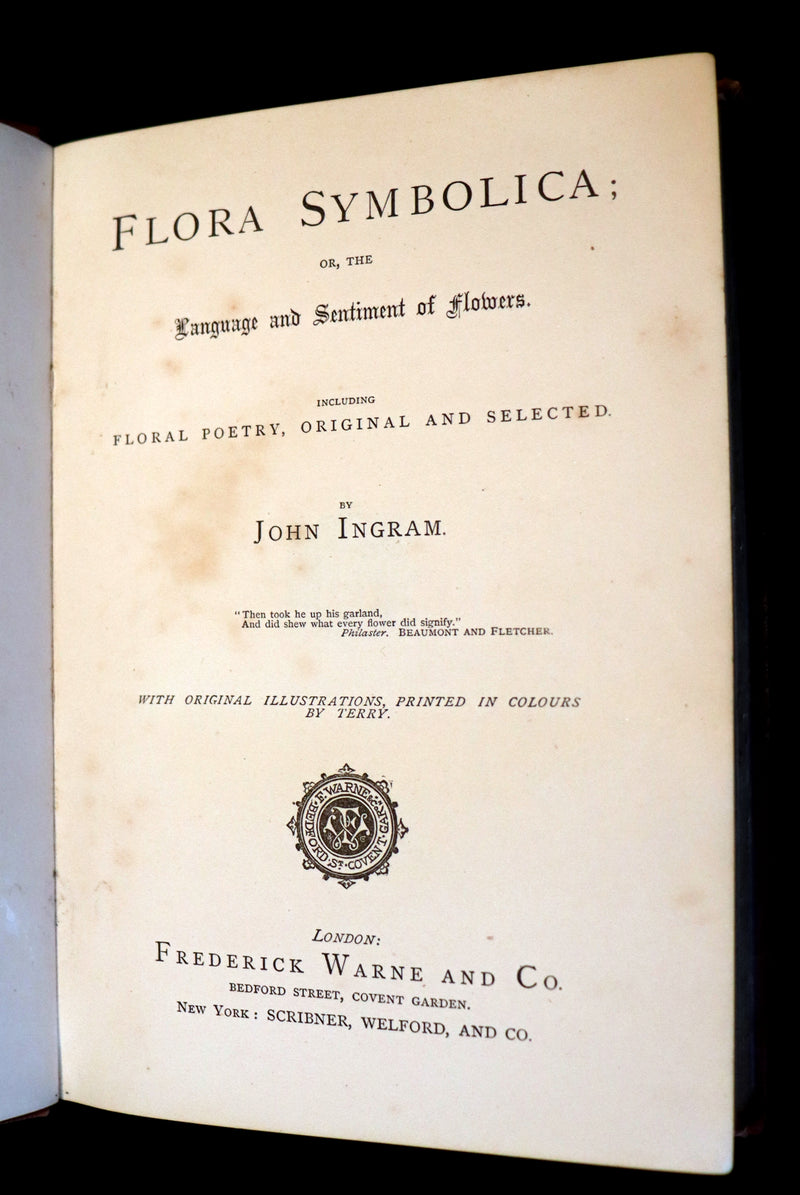 FLORA SYMBOLICA;
OR, THE
Language and Sentiment of Flowers.
INCLUDING
FLORAL POETRY, ORIGINAL AND SELECTED.
BY
JOHN INGRAM.
"Then took he up his garland,
And did shew what every flower did signify."
Philaster. BEAUMONT AND FLETCHER.
WITH ORIGINAL ILLUSTRATIONS, PRINTED IN COLOURS
BY TERRY.
F. WARNE & Co
BEDFORD ST. COVENT GAR.
LONDON:
FREDERICK WARNE AND CO.
BEDFORD STREET, COVENT GARDEN.
NEW YORK: SCRIBNER, WELFORD, AND CO.